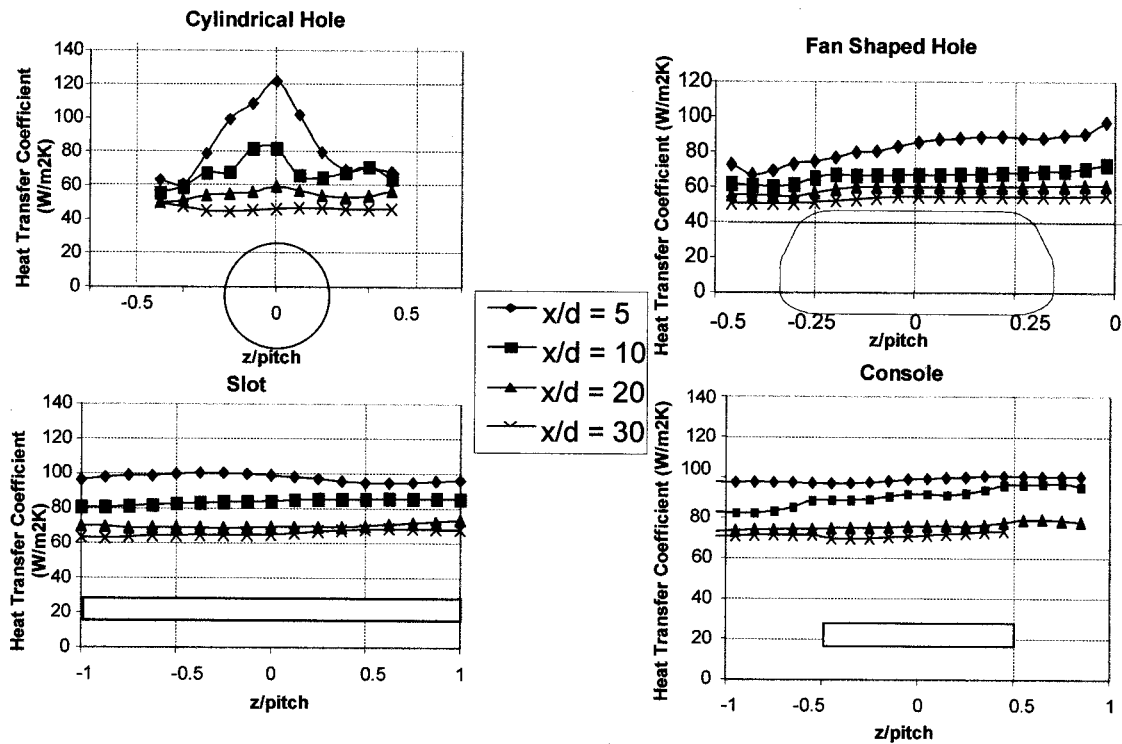 Cylindrical Hole
Heat Transfer Coefficient
(W/m2K)
140
120
100
80
60
40
20
0
-0.5
0
0.5
z/pitch
Fan Shaped Hole
Heat Transfer Coefficient (W/m2K)
140
120
100
80
60
40
20
0
-0.5
-0.25
0
0.25
0
z/pitch
x/d = 5
x/d = 10
x/d = 20
x/d = 30
Slot
Heat Transfer Coefficient
(W/m2K)
140
120
100
80
60
40
20
0
-1
-0.5
0
0.5
1
z/pitch
Console
Heat Transfer Coefficient (W/m2K)
140
120
100
80
60
40
20
0
-1
-0.5
0
0.5
1
z/pitch